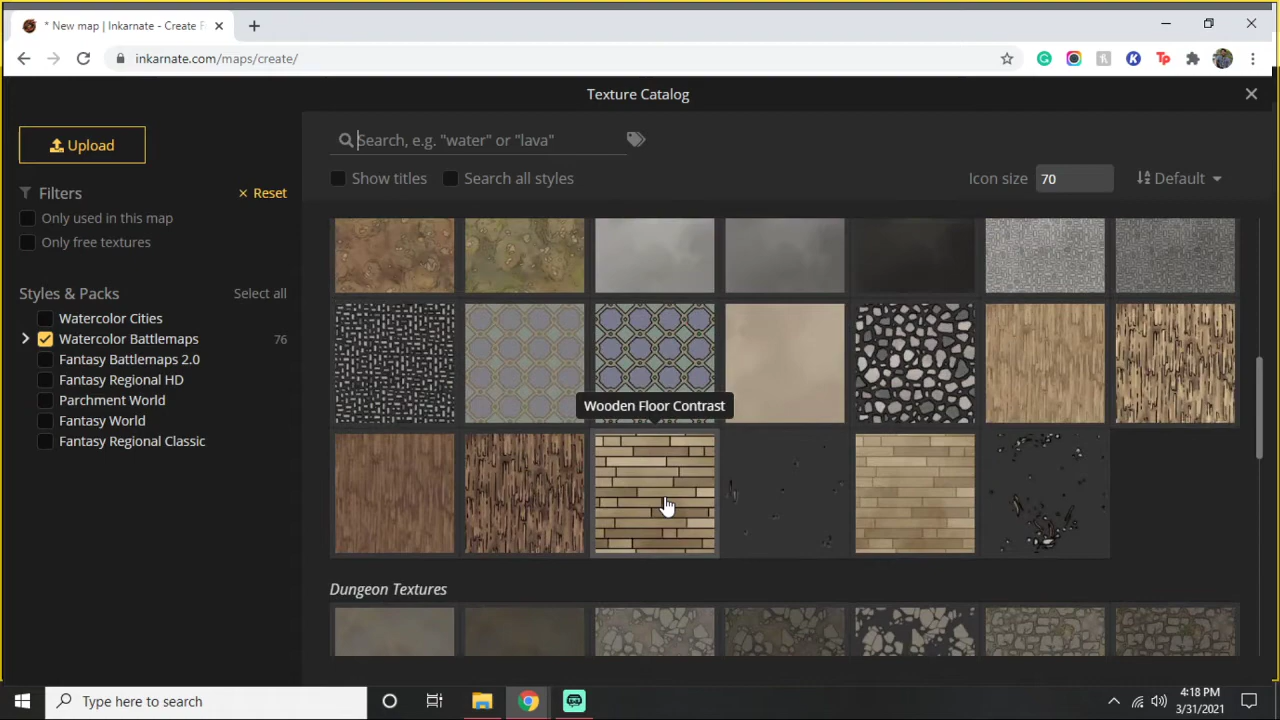 * New map | Inkarnate - Create F
inkarnate.com/maps/create/
Texture Catalog
Upload
Search, e.g. "water" or "lava"
Show titles
Search all styles
Icon size
70
Default
Filters
Reset
Only used in this map
Only free textures
Styles & Packs
Select all
Watercolor Cities
Watercolor Battlemaps
76
Fantasy Battlemaps 2.0
Fantasy Regional HD
Parchment World
Fantasy World
Fantasy Regional Classic
Wooden Floor Contrast
Dungeon Textures
Type here to search
4:18 PM
3/31/2021